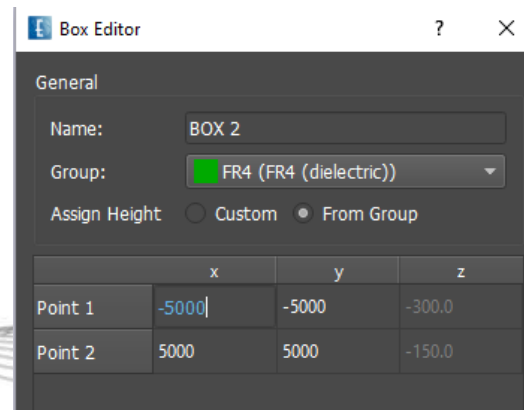 Box Editor ? ×
General
Name: BOX 2
Group: FR4 (FR4 (dielectric))
Assign Height Custom From Group
x y z
Point 1 -5000 -5000 -300.0
Point 2 5000 5000 -150.0